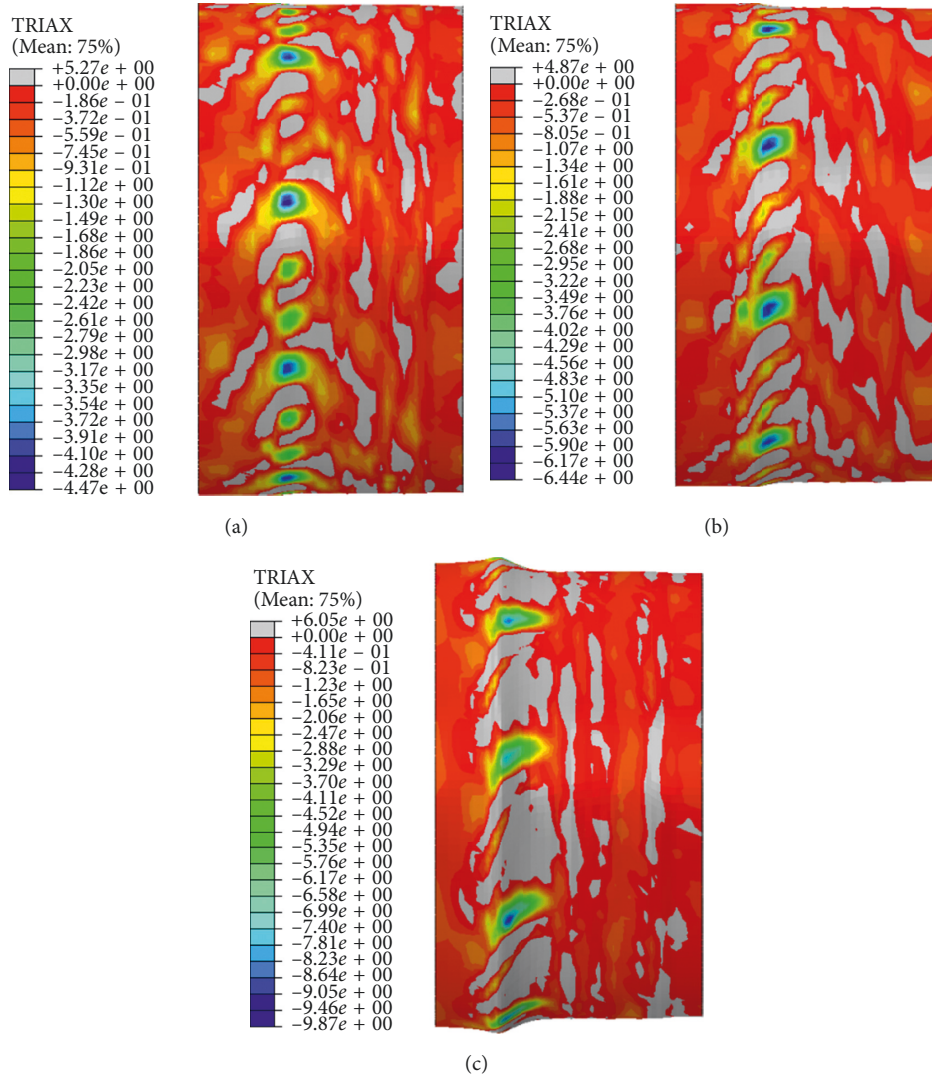 TRIAX
(Mean: 75%)
+5.27e + 00
+0.00e + 00
−1.86e − 01
−3.72e − 01
−5.59e − 01
−7.45e − 01
−9.31e − 01
−1.12e + 00
−1.30e + 00
−1.49e + 00
−1.68e + 00
−1.86e + 00
−2.05e + 00
−2.23e + 00
−2.42e + 00
−2.61e + 00
−2.79e + 00
−2.98e + 00
−3.17e + 00
−3.35e + 00
−3.54e + 00
−3.72e + 00
−3.91e + 00
−4.10e + 00
−4.28e + 00
−4.47e + 00
(a)
TRIAX
(Mean: 75%)
+4.87e + 00
+0.00e + 00
−2.68e − 01
−5.37e − 01
−8.05e − 01
−1.07e + 00
−1.34e + 00
−1.61e + 00
−1.88e + 00
−2.15e + 00
−2.41e + 00
−2.68e + 00
−2.95e + 00
−3.22e + 00
−3.49e + 00
−3.76e + 00
−4.02e + 00
−4.29e + 00
−4.56e + 00
−4.83e + 00
−5.10e + 00
−5.37e + 00
−5.63e + 00
−5.90e + 00
−6.17e + 00
−6.44e + 00
(b)
TRIAX
(Mean: 75%)
+6.05e + 00
+0.00e + 00
−4.11e − 01
−8.23e − 01
−1.23e + 00
−1.65e + 00
−2.06e + 00
−2.47e + 00
−2.88e + 00
−3.29e + 00
−3.70e + 00
−4.11e + 00
−4.52e + 00
−4.94e + 00
−5.35e + 00
−5.76e + 00
−6.17e + 00
−6.58e + 00
−6.99e + 00
−7.40e + 00
−7.81e + 00
−8.23e + 00
−8.64e + 00
−9.05e + 00
−9.46e + 00
−9.87e + 00
(c)